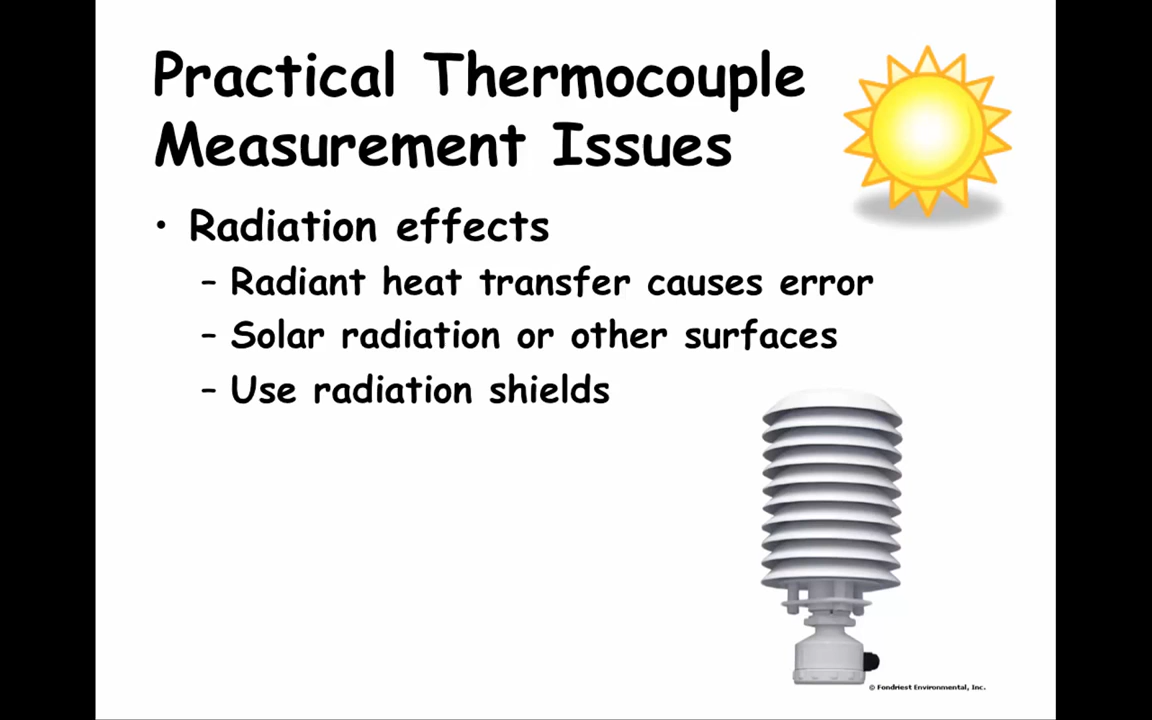 Practical Thermocouple
Measurement Issues
• Radiation effects
– Radiant heat transfer causes error
– Solar radiation or other surfaces
– Use radiation shields
© Fondriest Environmental, Inc.